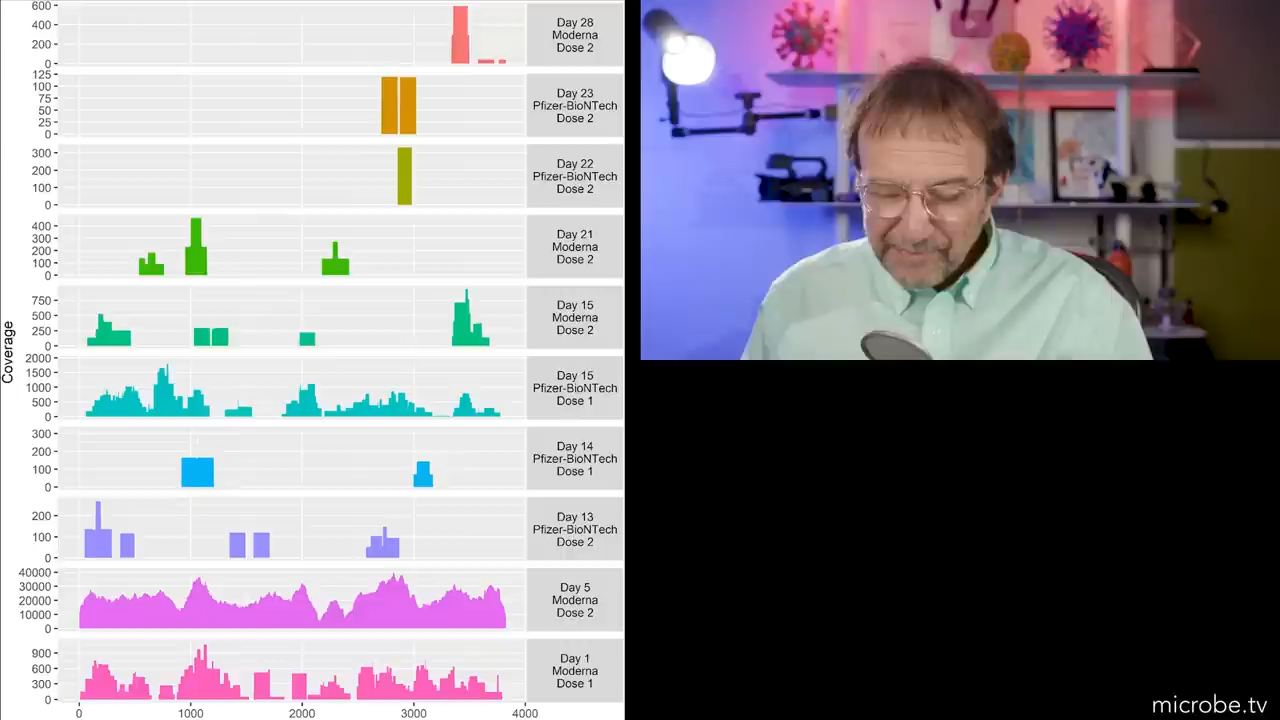 600
400
200
0
Day 28
Moderna
Dose 2
125
100
75
50
25
0
Day 23
Pfizer-BioNTech
Dose 2
300
200
100
0
Day 22
Pfizer-BioNTech
Dose 2
400
300
200
100
0
Day 21
Moderna
Dose 2
750
500
250
0
Day 15
Moderna
Dose 2
Coverage
2000
1500
1000
500
0
Day 15
Pfizer-BioNTech
Dose 1
300
200
100
0
Day 14
Pfizer-BioNTech
Dose 1
200
100
0
Day 13
Pfizer-BioNTech
Dose 2
40000
30000
20000
10000
0
Day 5
Moderna
Dose 2
900
600
300
0
Day 1
Moderna
Dose 1
0 1000 2000 3000 4000
microbe.tv